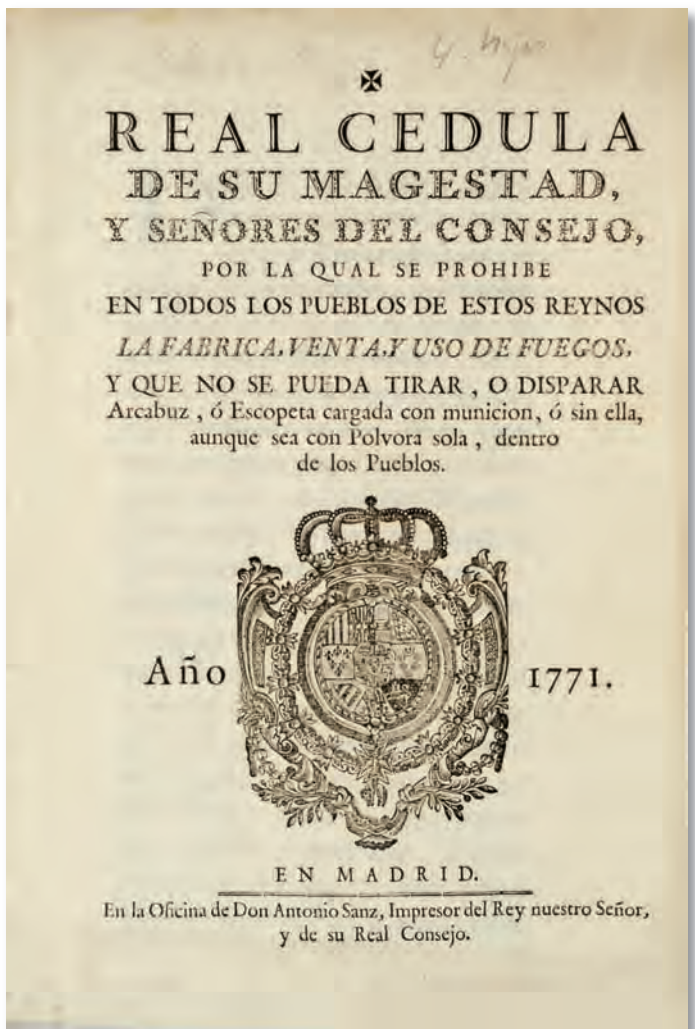 REAL CEDULA
DE SU MAGESTAD,
Y SEÑORES DEL CONSEJO,
POR LA QUAL SE PROHIBE
EN TODOS LOS PUEBLOS DE ESTOS REYNOS
LA FABRICA, VENTA, Y USO DE FUEGOS,
Y QUE NO SE PUEDA TIRAR, O DISPARAR
Arcabuz, ó Escopeta cargada con municion, ó sin ella,
aunque sea con Polvora sola, dentro
de los Pueblos.
Año 1771.
EN MADRID.
En la Oficina de Don Antonio Sanz, Impresor del Rey nuestro Señor,
y de su Real Consejo.